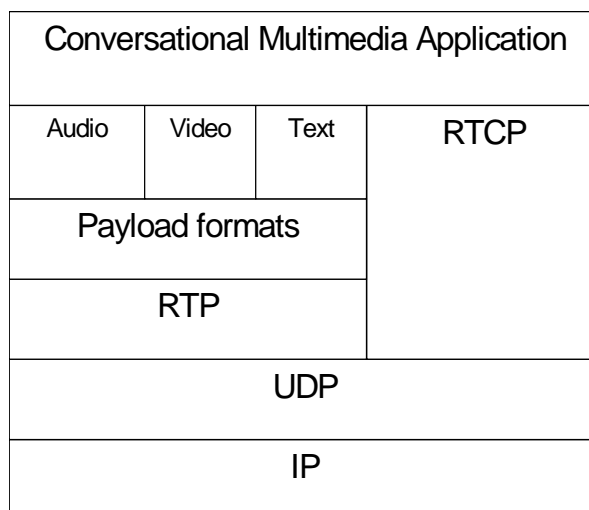 Conversational Multimedia Application
Audio Video Text RTCP
Payload formats
RTP
UDP
IP